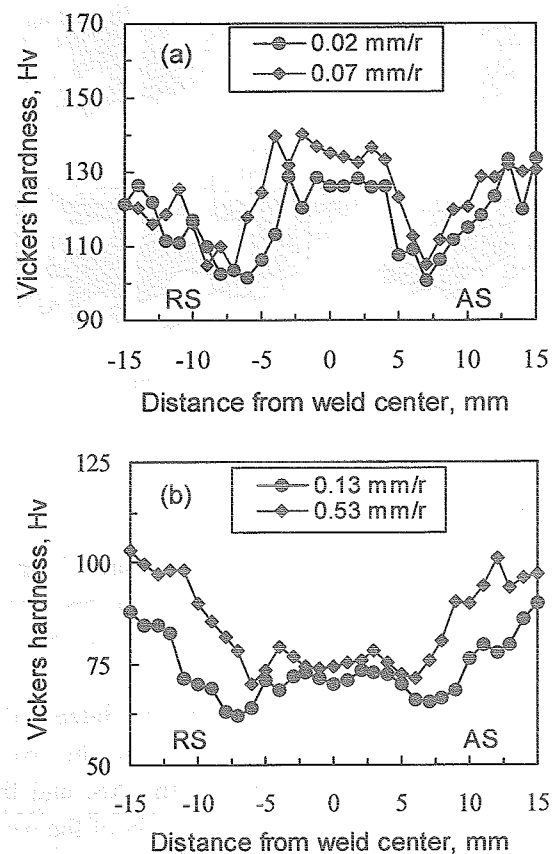 170
(a)
0.02 mm/r
0.07 mm/r
150
130
110
90
Vickers hardness, Hv
RS
AS
-15 -10 -5 0 5 10 15
Distance from weld center, mm
125
(b)
0.13 mm/r
0.53 mm/r
100
75
50
Vickers hardness, Hv
RS
AS
-15 -10 -5 0 5 10 15
Distance from weld center, mm